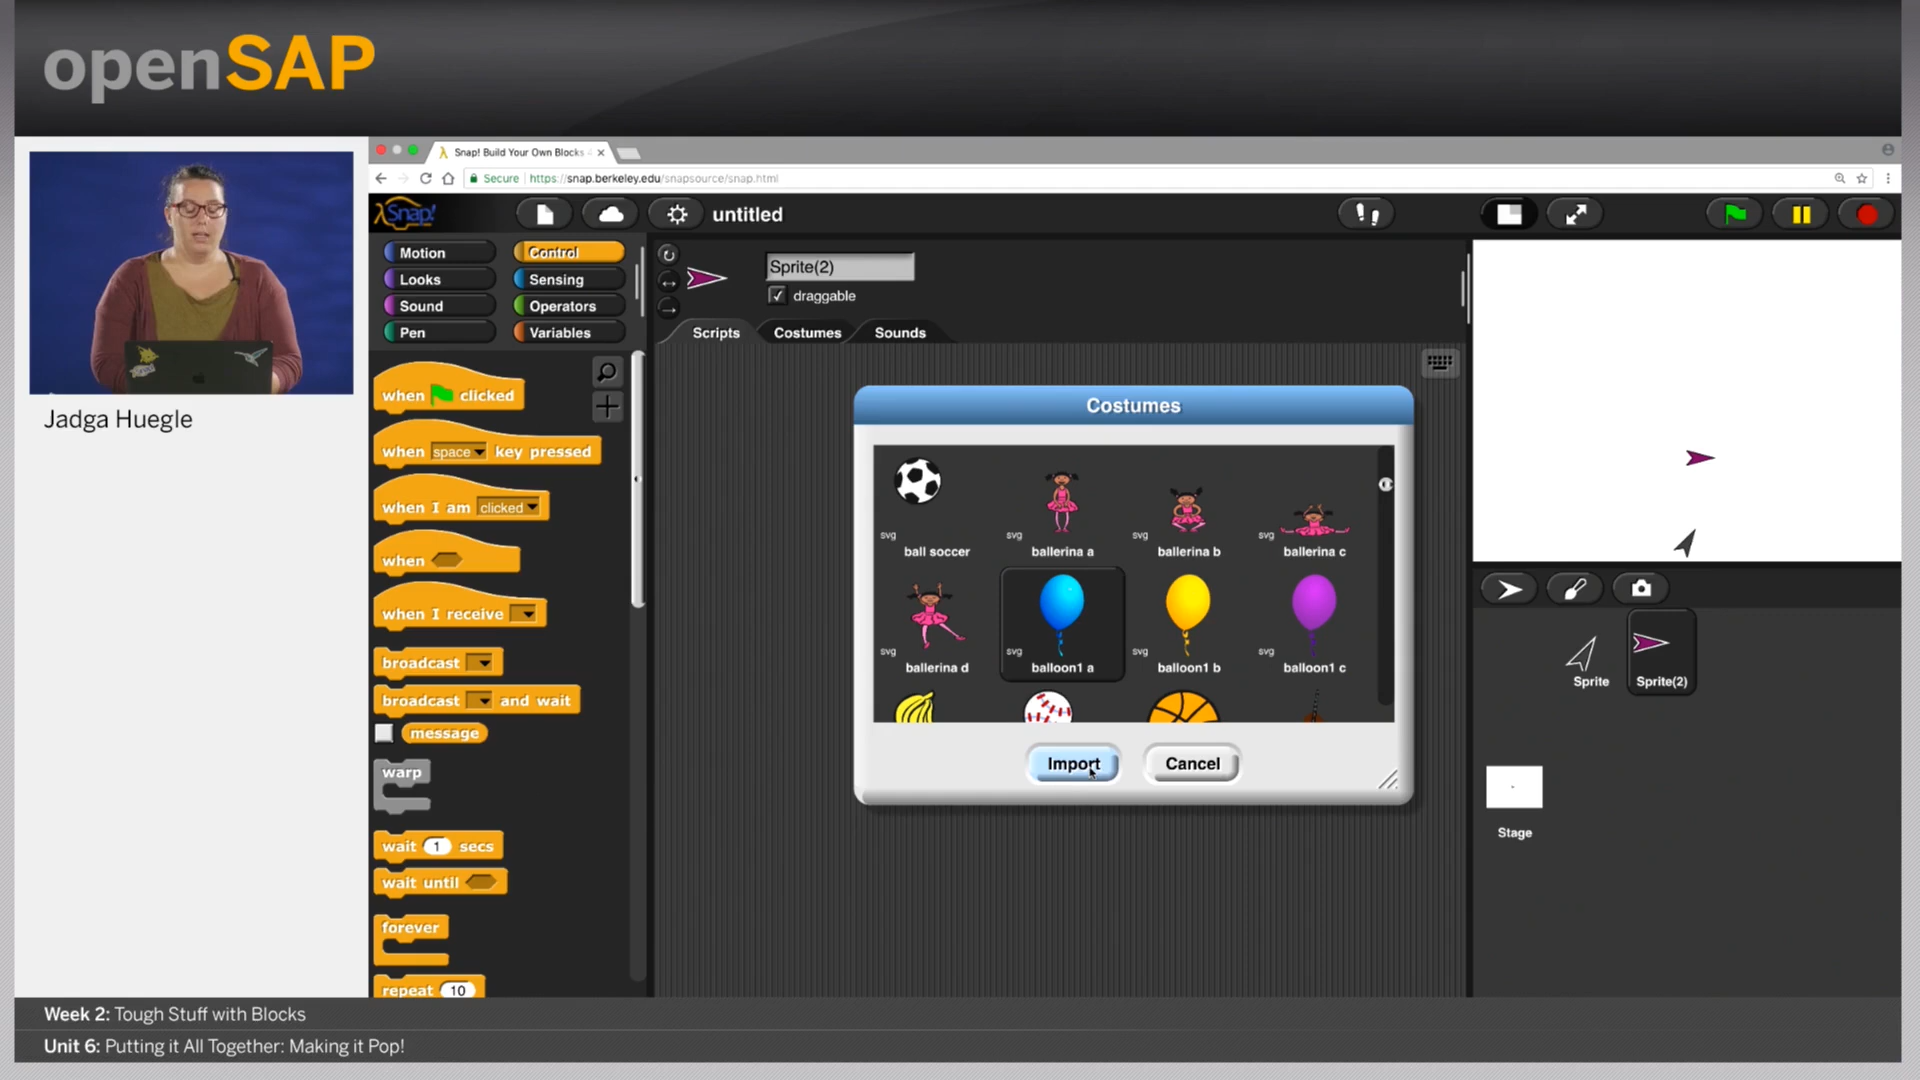 openSAP
Jadga Huegle
Snap! Build Your Own Blocks
Secure
https://snap.berkeley.edu/snapsource/snap.html
Snap!
untitled
Motion
Control
Looks
Sensing
Sound
Operators
Pen
Variables
Sprite(2)
draggable
Scripts
Costumes
Sounds
when clicked
when space key pressed
when I am clicked
when
when I receive
broadcast
broadcast and wait
message
warp
wait 1 secs
wait until
forever
repeat 10
Costumes
svg
ball soccer
svg
ballerina a
svg
ballerina b
svg
ballerina c
svg
ballerina d
svg
balloon1 a
svg
balloon1 b
svg
balloon1 c
Import
Cancel
Sprite
Sprite(2)
Stage
Week 2: Tough Stuff with Blocks
Unit 6: Putting it All Together: Making it Pop!